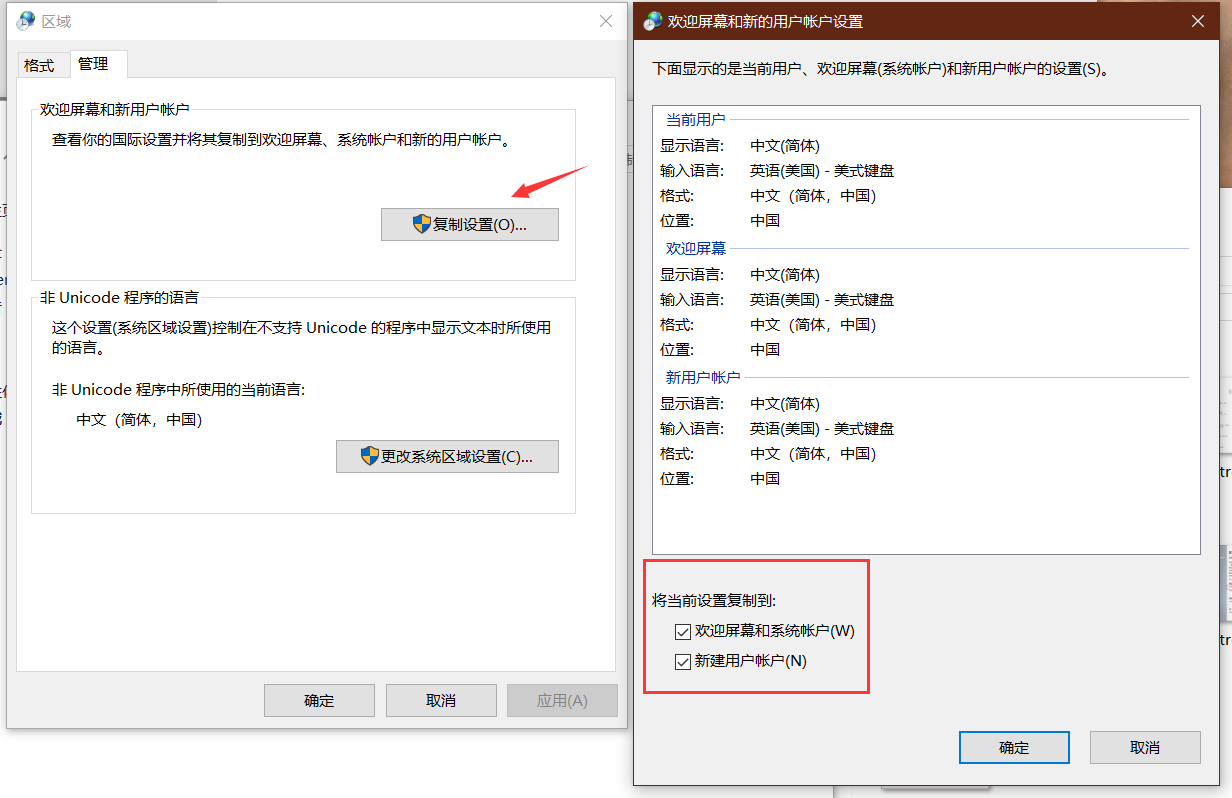 区域
格式
管理
欢迎屏幕和新用户帐户
查看你的国际设置并将其复制到欢迎屏幕、系统帐户和新的用户帐户。
复制设置(O)...
非 Unicode 程序的语言
这个设置(系统区域设置)控制在不支持 Unicode 的程序中显示文本时所使用
的语言。
非 Unicode 程序中所使用的当前语言:
中文（简体，中国）
更改系统区域设置(C)...
确定
取消
应用(A)
欢迎屏幕和新的用户帐户设置
下面显示的是当前用户、欢迎屏幕(系统帐户)和新用户帐户的设置(S)。
当前用户
显示语言: 中文(简体)
输入语言: 英语(美国) - 美式键盘
格式: 中文（简体，中国）
位置: 中国
欢迎屏幕
显示语言: 中文(简体)
输入语言: 英语(美国) - 美式键盘
格式: 中文（简体，中国）
位置: 中国
新用户帐户
显示语言: 中文(简体)
输入语言: 英语(美国) - 美式键盘
格式: 中文（简体，中国）
位置: 中国
将当前设置复制到:
欢迎屏幕和系统帐户(W)
新建用户帐户(N)
确定
取消